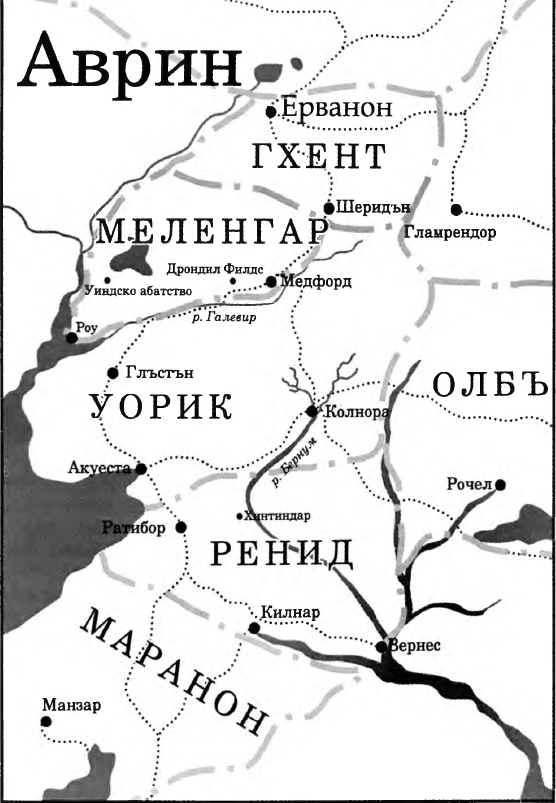 Аврин
Ерванон
ГХЕНТ
Шеридън
Гламрендор
МЕЛЕНГАР
Дрондил Филдс
Медфорд
Уиндско абатство
р. Галевир
Роу
Глъстън
ОЛБЪ
УОРИК
Колнора
р. Бернум
Акуеста
Рочел
Хинтиндар
Ратибор
РЕНИД
Килнар
МАРАНОН
Вернес
Манзар